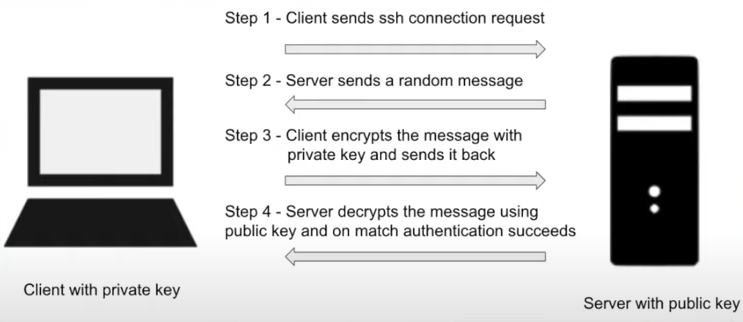 Step 1 - Client sends ssh connection request
Step 2 - Server sends a random message
Step 3 - Client encrypts the message with
private key and sends it back
Step 4 - Server decrypts the message using
public key and on match authentication succeeds
Client with private key
Server with public key